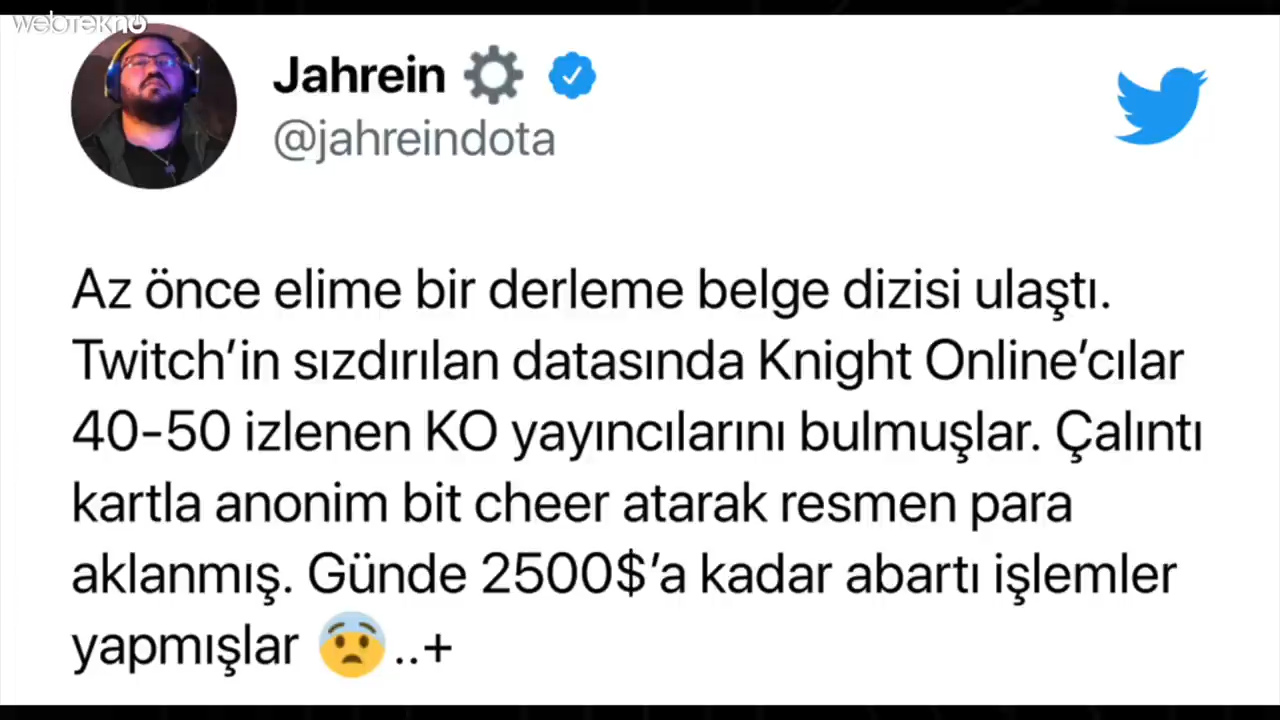 webtekno
Jahrein
@jahreindota
Az önce elime bir derleme belge dizisi ulaştı.
Twitch’in sızdırılan datasında Knight Online’cılar
40-50 izlenen KO yayıncılarını bulmuşlar. Çalıntı
kartla anonim bit cheer atarak resmen para
aklanmış. Günde 2500$’a kadar abartı işlemler
yapmışlar 😨..+